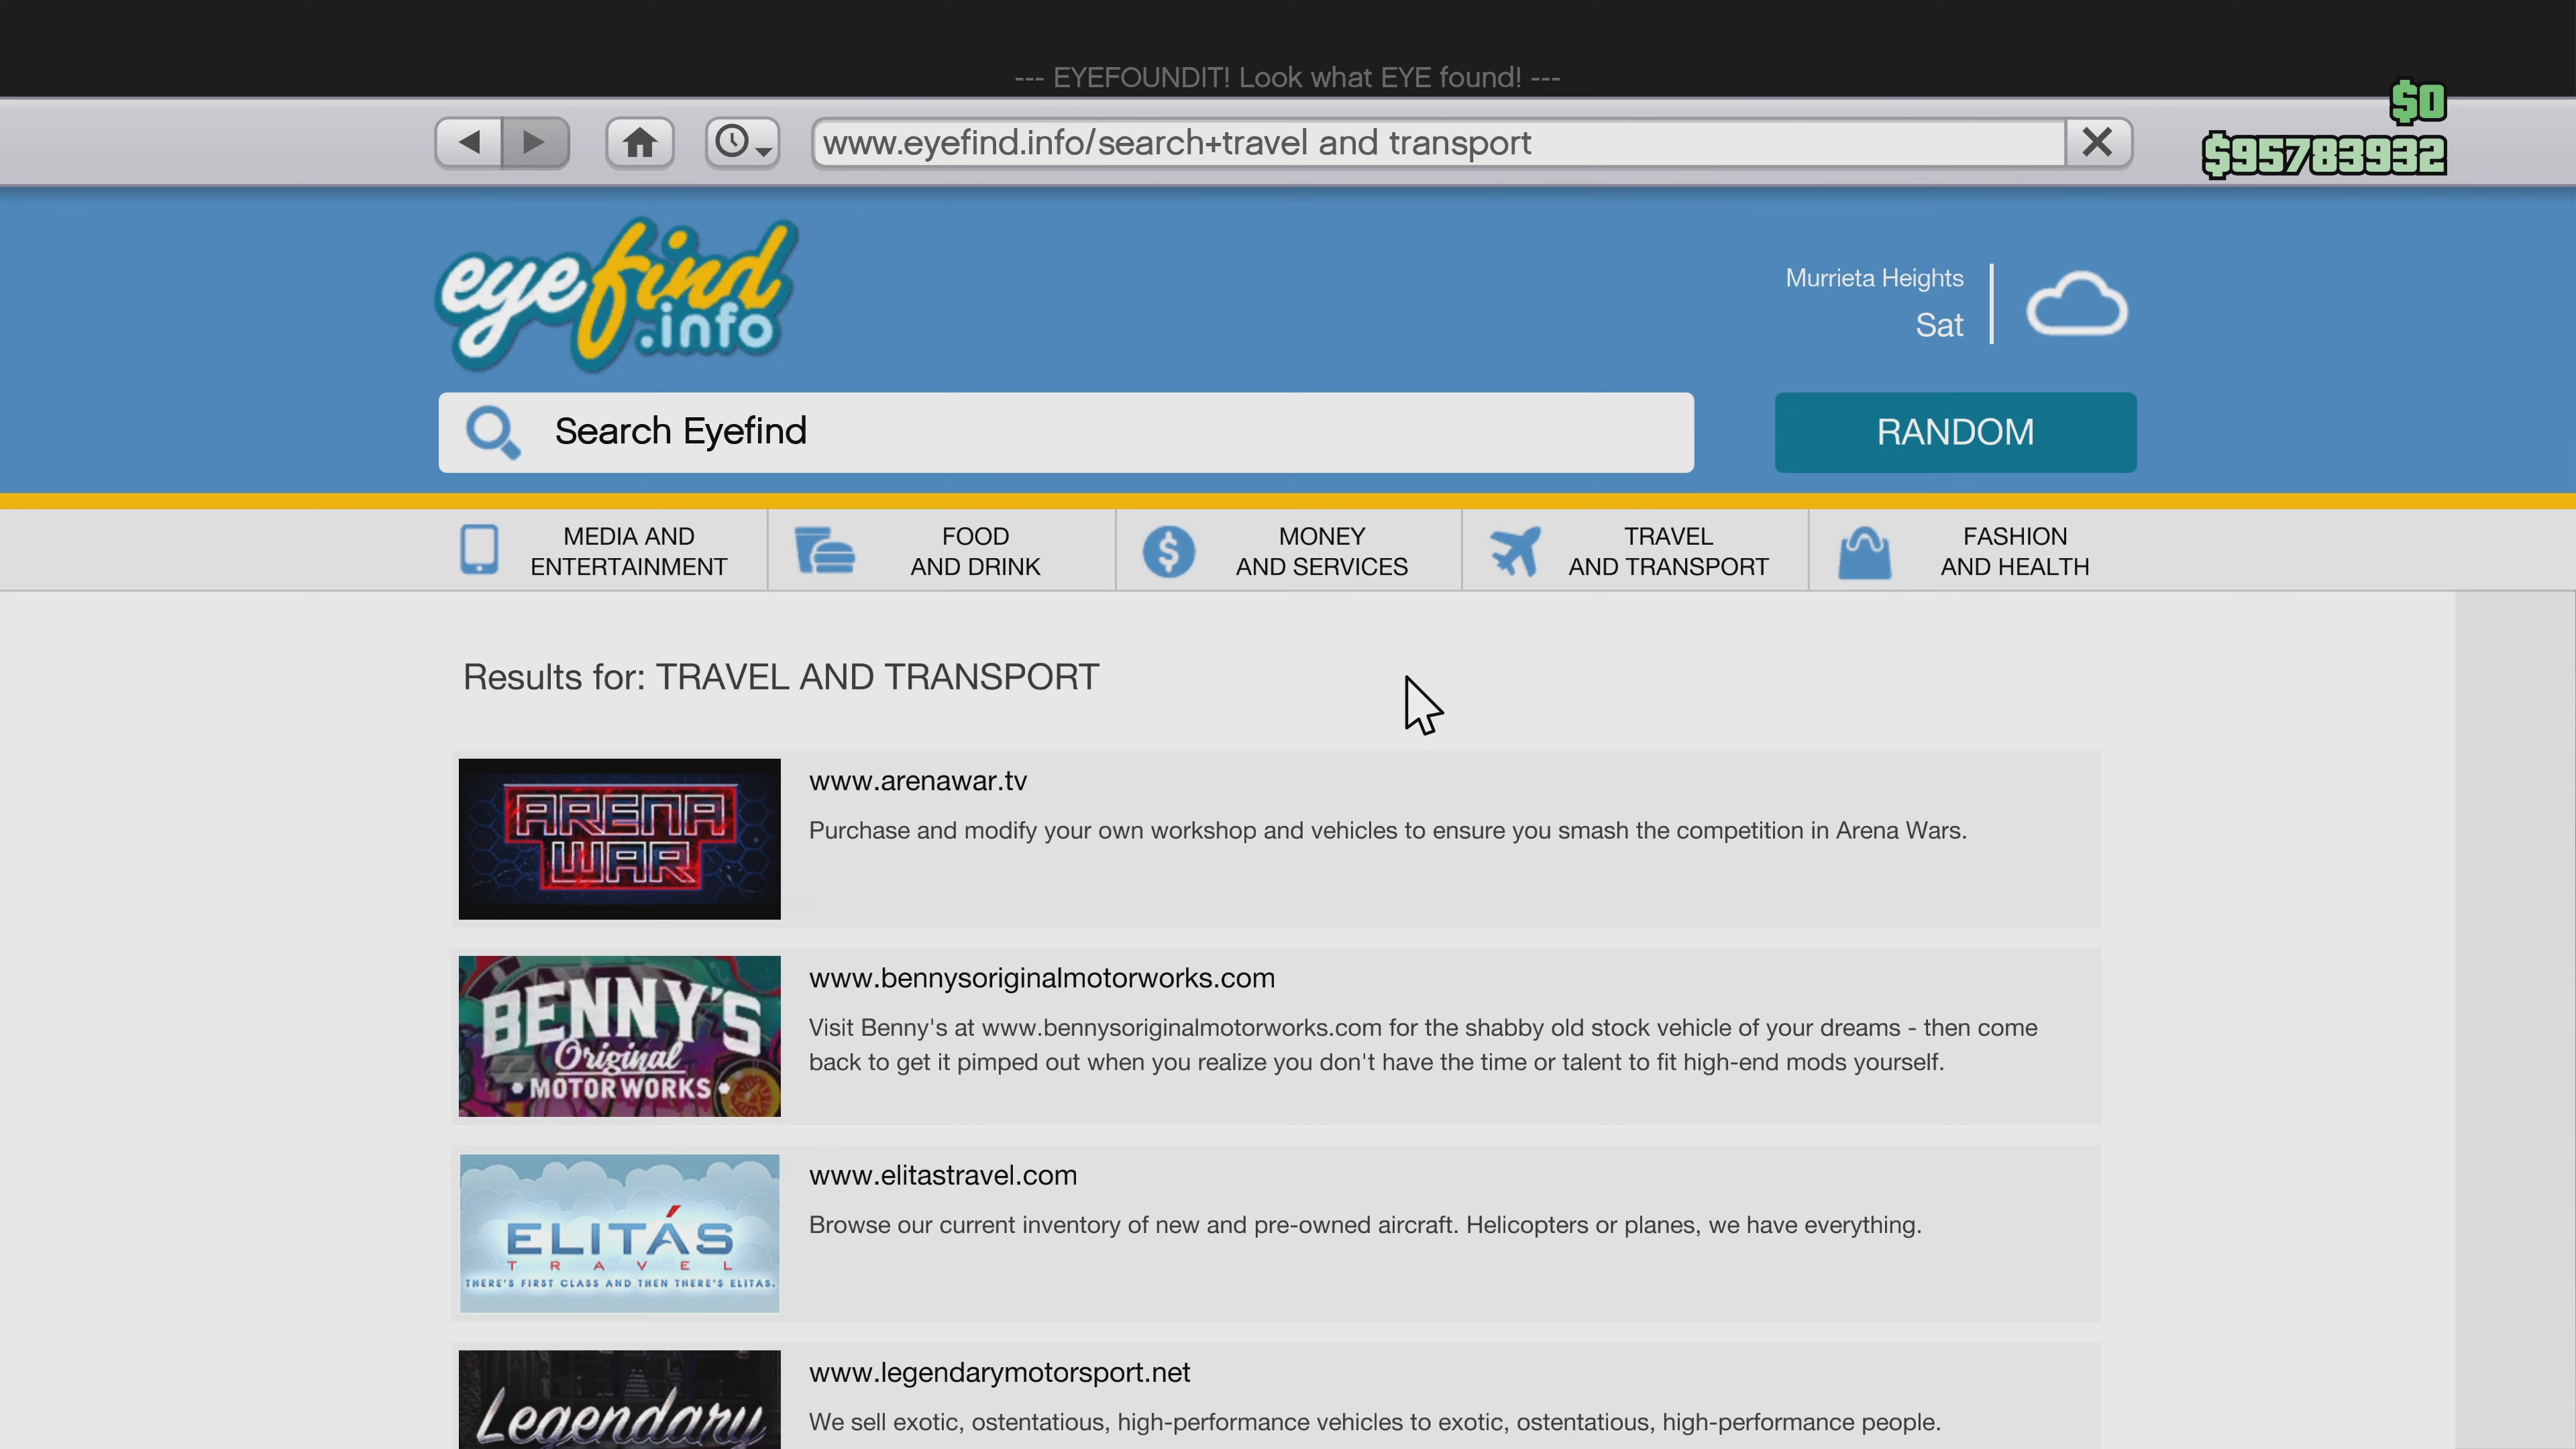 --- EYEFOUNDIT! Look what EYE found! ---
$0
www.eyefind.info/search+travel and transport
$95783932
eyefind
.info
Murrieta Heights
Sat
Search Eyefind
RANDOM
MEDIA AND
ENTERTAINMENT
FOOD
AND DRINK
MONEY
AND SERVICES
TRAVEL
AND TRANSPORT
FASHION
AND HEALTH
Results for: TRAVEL AND TRANSPORT
ARENA
WAR
www.arenawar.tv
Purchase and modify your own workshop and vehicles to ensure you smash the competition in Arena Wars.
BENNY'S
Original
MOTOR WORKS
www.bennysoriginalmotorworks.com
Visit Benny's at www.bennysoriginalmotorworks.com for the shabby old stock vehicle of your dreams - then come
back to get it pimped out when you realize you don't have the time or talent to fit high-end mods yourself.
ELITÁS
TRAVEL
THERE'S FIRST CLASS AND THEN THERE'S ELITAS.
www.elitastravel.com
Browse our current inventory of new and pre-owned aircraft. Helicopters or planes, we have everything.
Legendary
www.legendarymotorsport.net
We sell exotic, ostentatious, high-performance vehicles to exotic, ostentatious, high-performance people.